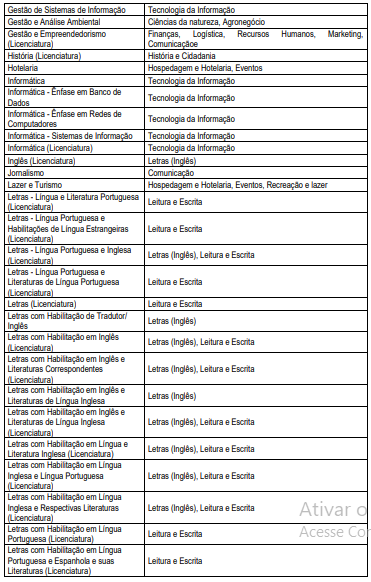 Gestão de Sistemas de Informação
Tecnologia da Informação
Gestão e Análise Ambiental
Ciências da natureza, Agronegócio
Gestão e Empreendedorismo
(Licenciatura)
Finanças, Logística, Recursos Humanos, Marketing,
Comunicaçãoe
História (Licenciatura)
História e Cidadania
Hotelaria
Hospedagem e Hotelaria, Eventos
Informática
Tecnologia da Informação
Informática - Ênfase em Banco de
Dados
Tecnologia da Informação
Informática - Ênfase em Redes de
Computadores
Tecnologia da Informação
Informática - Sistemas de Informação
Tecnologia da Informação
Informática (Licenciatura)
Tecnologia da Informação
Inglês (Licenciatura)
Letras (Inglês)
Jornalismo
Comunicação
Lazer e Turismo
Hospedagem e Hotelaria, Eventos, Recreação e lazer
Letras - Língua e Literatura Portuguesa
(Licenciatura)
Leitura e Escrita
Letras - Língua Portuguesa e
Habilitações de Língua Estrangeiras
(Licenciatura)
Leitura e Escrita
Letras - Língua Portuguesa e Inglesa
(Licenciatura)
Letras (Inglês), Leitura e Escrita
Letras - Língua Portuguesa e
Literaturas de Língua Portuguesa
(Licenciatura)
Leitura e Escrita
Letras (Licenciatura)
Leitura e Escrita
Letras com Habilitação de Tradutor/
Inglês
Letras (Inglês)
Letras com Habilitação em Inglês
(Licenciatura)
Letras (Inglês), Leitura e Escrita
Letras com Habilitação em Inglês e
Literaturas Correspondentes
(Licenciatura)
Letras (Inglês), Leitura e Escrita
Letras com Habilitação em Inglês e
Literaturas de Língua Inglesa
Letras (Inglês)
Letras com Habilitação em Inglês e
Literaturas de Língua Inglesa
(Licenciatura)
Letras (Inglês), Leitura e Escrita
Letras com Habilitação em Língua e
Literatura Inglesa (Licenciatura)
Letras (Inglês), Leitura e Escrita
Letras com Habilitação em Língua
Inglesa e Língua Portuguesa
(Licenciatura)
Letras (Inglês), Leitura e Escrita
Letras com Habilitação em Língua
Inglesa e Respectivas Literaturas
(Licenciatura)
Letras (Inglês), Leitura e Escrita
Letras com Habilitação em Língua
Portuguesa (Licenciatura)
Leitura e Escrita
Letras com Habilitação em Língua
Portuguesa e Espanhola e suas
Literaturas (Licenciatura)
Leitura e Escrita
Ativar o
Acesse Cor